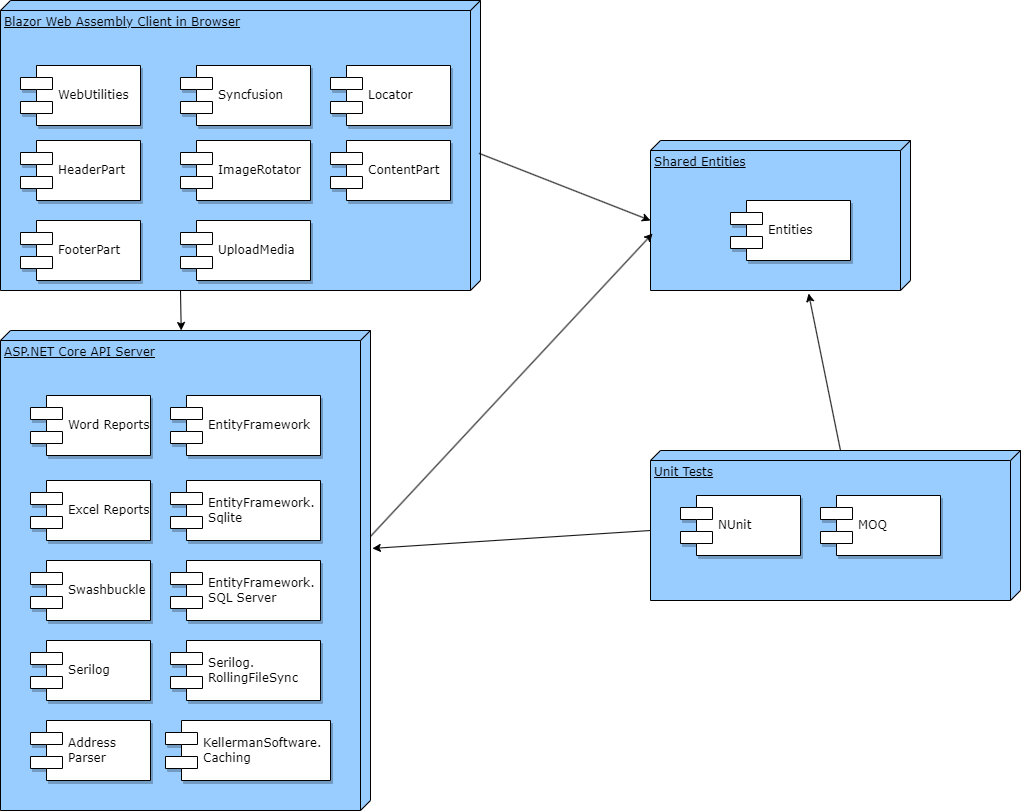 Blazor Web Assembly Client in Browser
WebUtilities
Syncfusion
Locator
HeaderPart
ImageRotator
ContentPart
FooterPart
UploadMedia
Shared Entities
Entities
ASP.NET Core API Server
Word Reports
EntityFramework
Excel Reports
EntityFramework.
Sqlite
Swashbuckle
EntityFramework.
SQL Server
Serilog
Serilog.
RollingFileSync
Address
Parser
KellermanSoftware.
Caching
Unit Tests
NUnit
MOQ